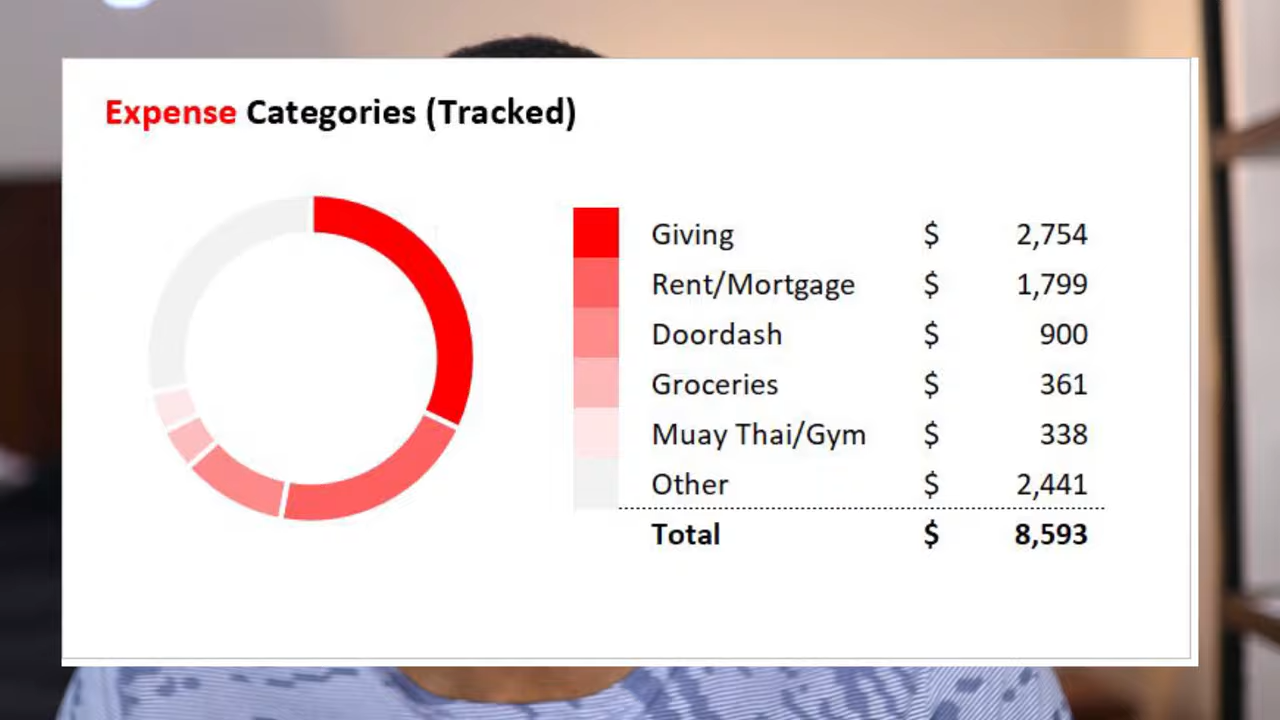 Expense Categories (Tracked)
Giving $ 2,754
Rent/Mortgage $ 1,799
Doordash $ 900
Groceries $ 361
Muay Thai/Gym $ 338
Other $ 2,441
Total $ 8,593